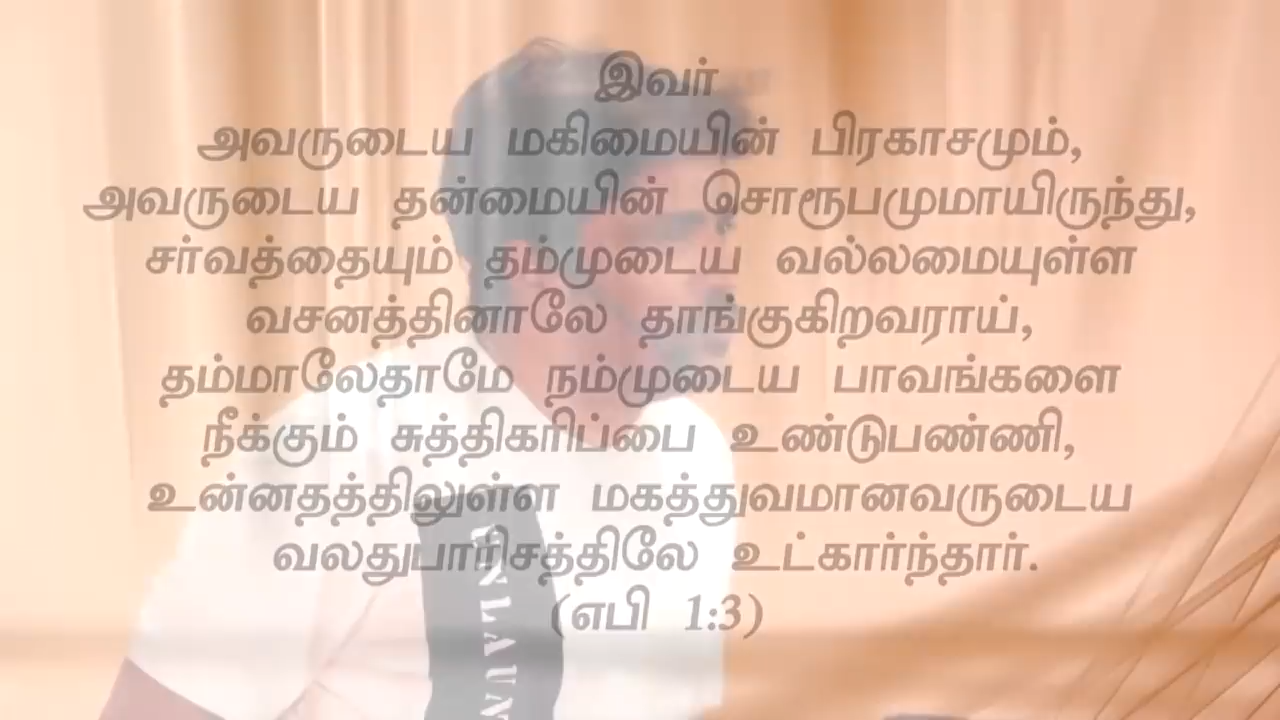 இவர்
அவருடைய மகிமையின் பிரகாசமும்,
அவருடைய தன்மையின் சொரூபமுமாயிருந்து,
சர்வத்தையும் தம்முடைய வல்லமையுள்ள
வசனத்தினாலே தாங்குகிறவராய்,
தம்மாலேதாமே நம்முடைய பாவங்களை
நீக்கும் சுத்திகரிப்பை உண்டுபண்ணி,
உன்னதத்திலுள்ள மகத்துவமானவருடைய
வலதுபாரிசத்திலே உட்கார்ந்தார்.
(எபி 1:3)